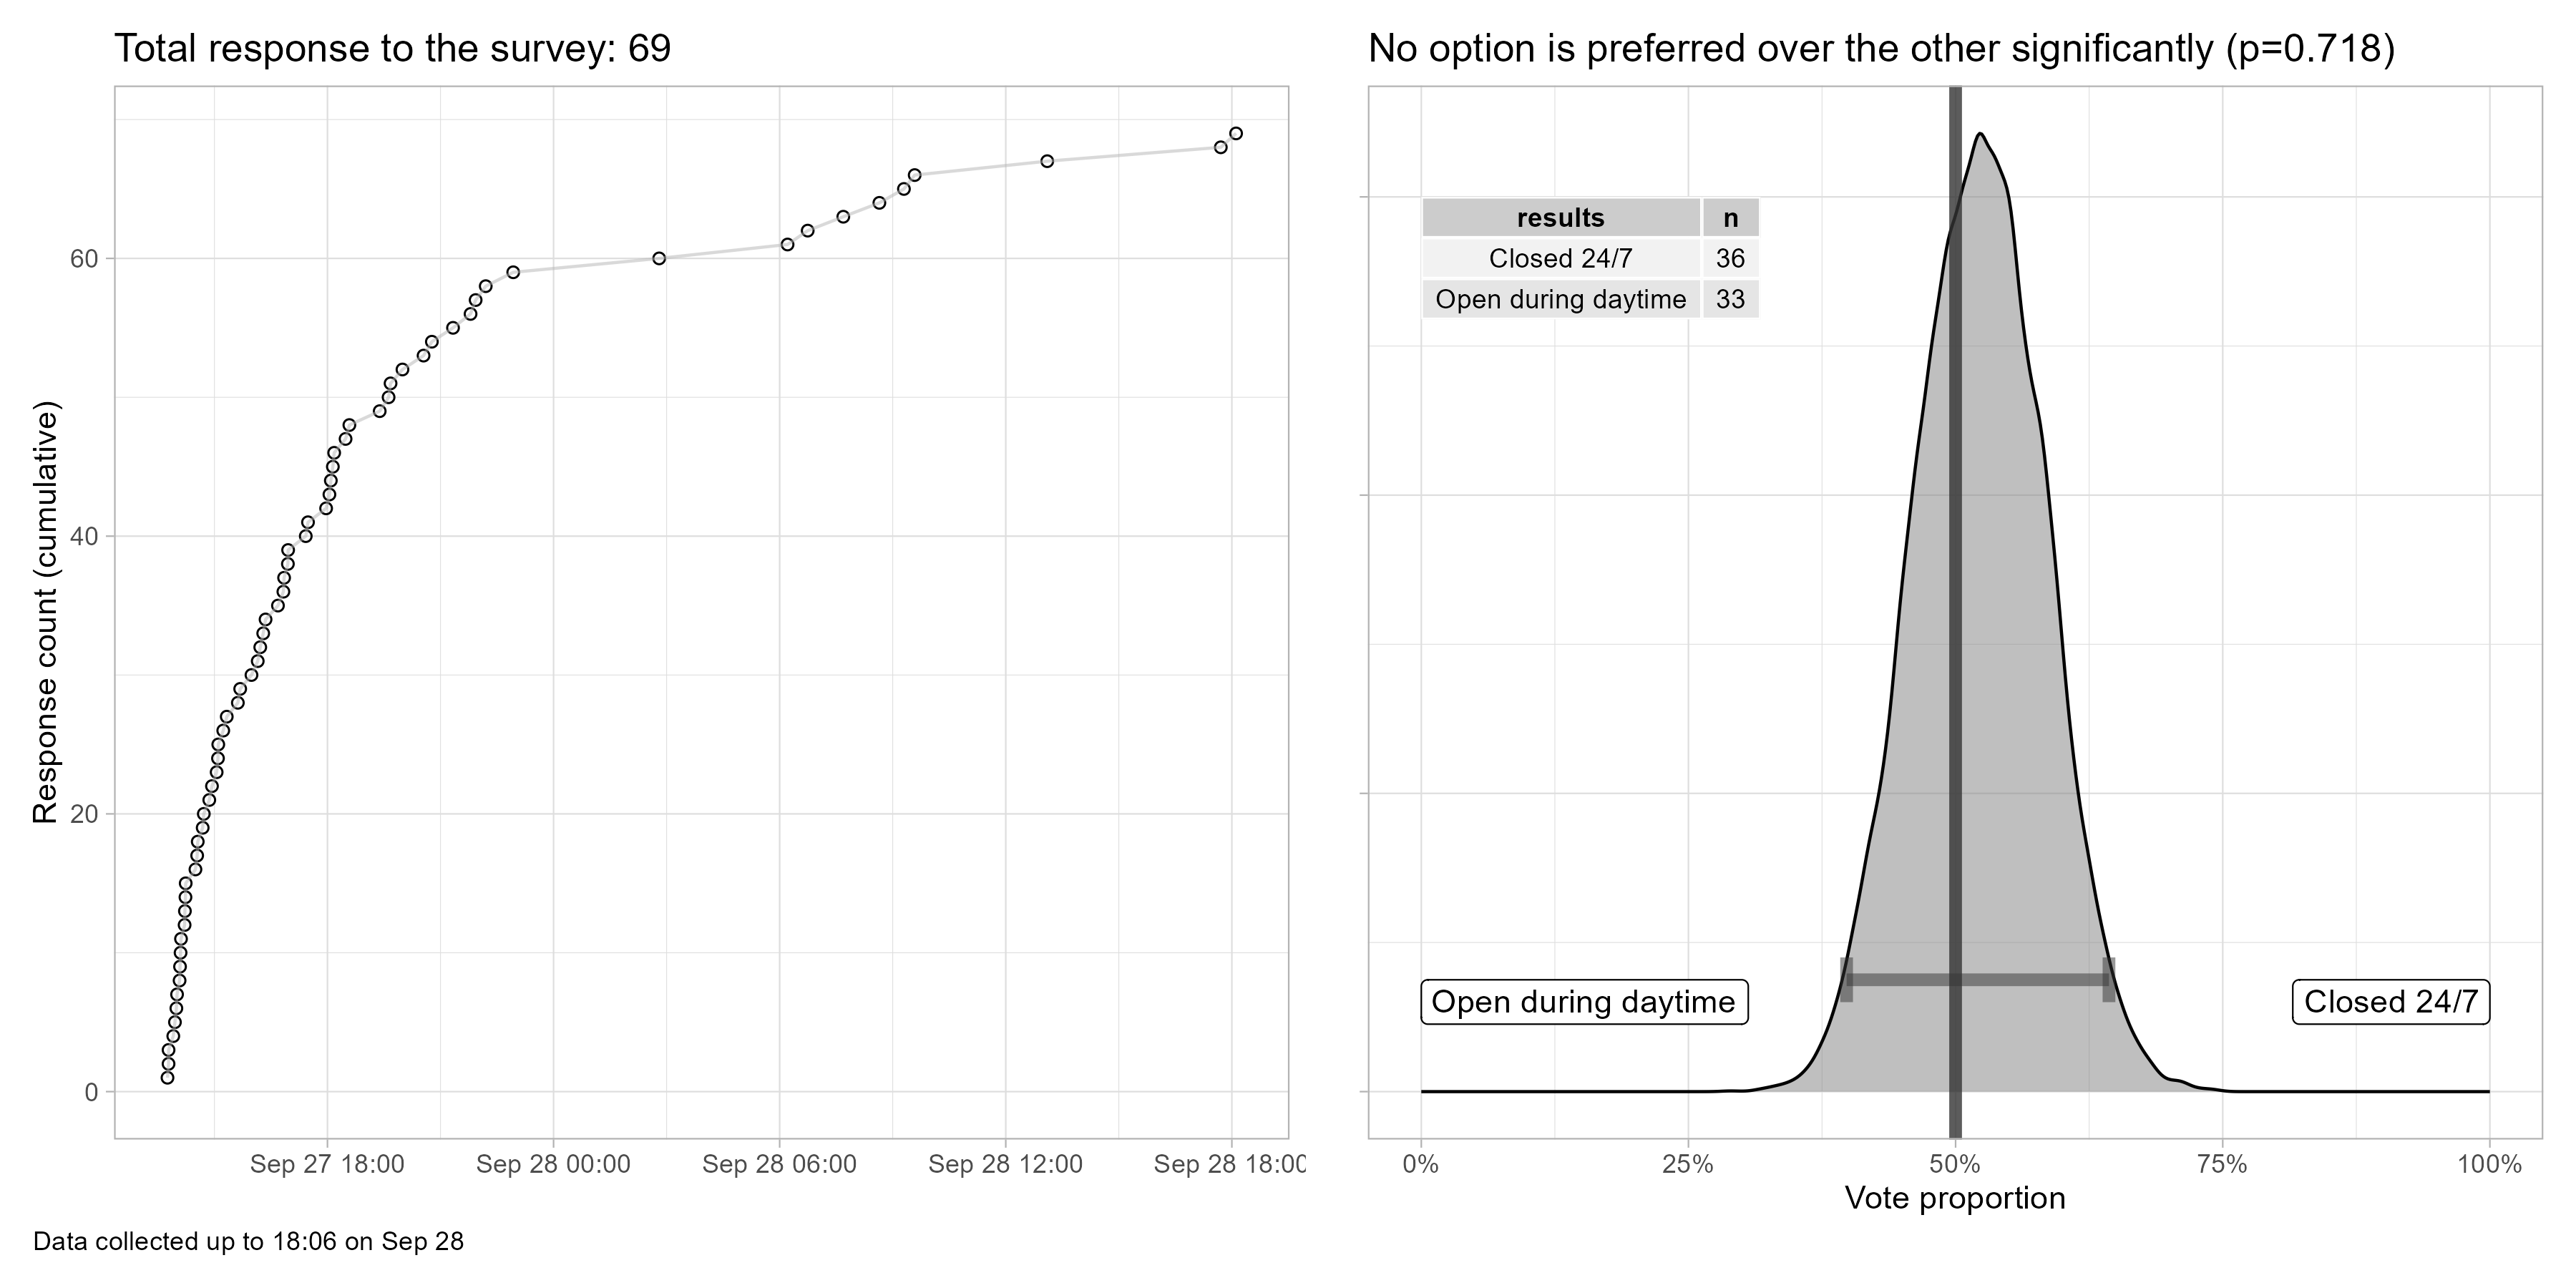 Total response to the survey: 69
Response count (cumulative)
60
40
20
0
Sep 27 18:00 Sep 28 00:00 Sep 28 06:00 Sep 28 12:00 Sep 28 18:00
Data collected up to 18:06 on Sep 28
No option is preferred over the other significantly (p=0.718)
results n
Closed 24/7 36
Open during daytime 33
Open during daytime Closed 24/7
0% 25% 50% 75% 100%
Vote proportion